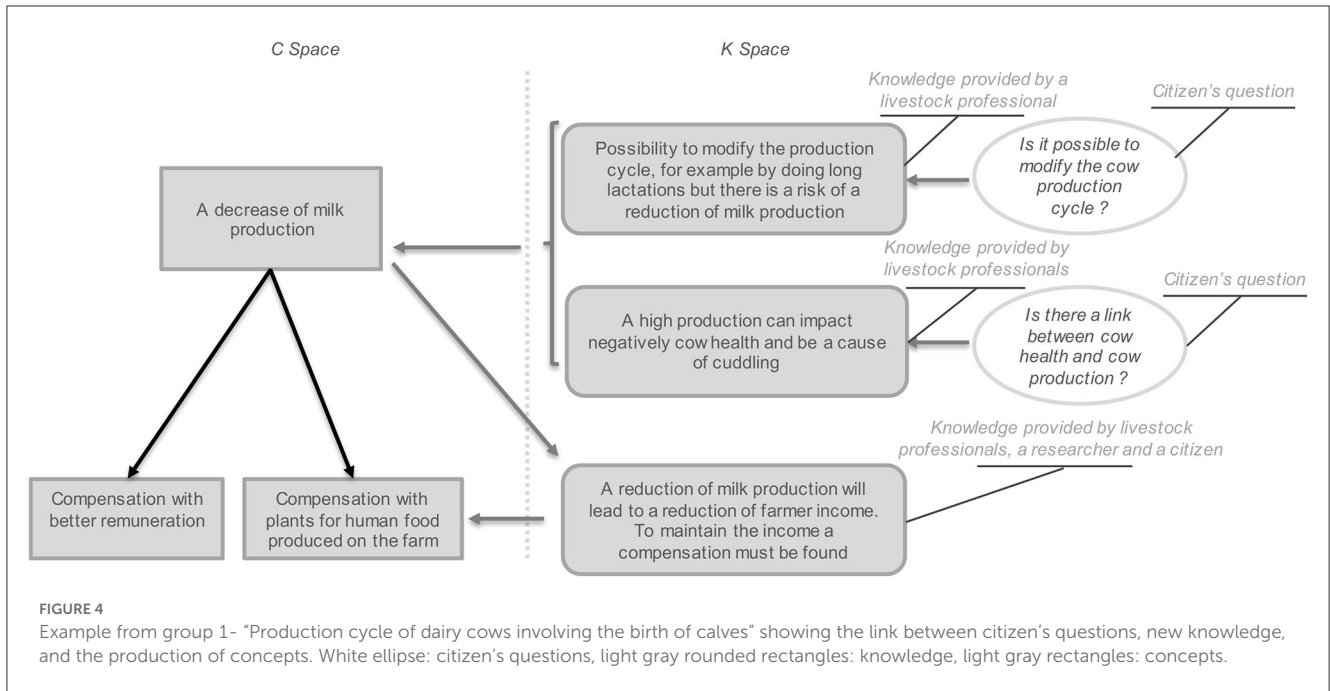 C Space
K Space
Knowledge provided by a
livestock professional
Citizen's question
Possibility to modify the production
cycle, for example by doing long
lactations but there is a risk of a
reduction of milk production
Is it possible to
modify the cow
production
cycle ?
A decrease of milk
production
Knowledge provided by
livestock professionals
Citizen's question
A high production can impact
negatively cow health and be a cause
of cuddling
Is there a link
between cow
health and cow
production ?
Knowledge provided by livestock
professionals, a researcher and a citizen
Compensation with
better remuneration
Compensation with
plants for human food
produced on the farm
A reduction of milk production will
lead to a reduction of farmer income.
To maintain the income a
compensation must be found
FIGURE 4
Example from group 1- "Production cycle of dairy cows involving the birth of calves" showing the link between citizen's questions, new knowledge,
and the production of concepts. White ellipse: citizen's questions, light gray rounded rectangles: knowledge, light gray rectangles: concepts.